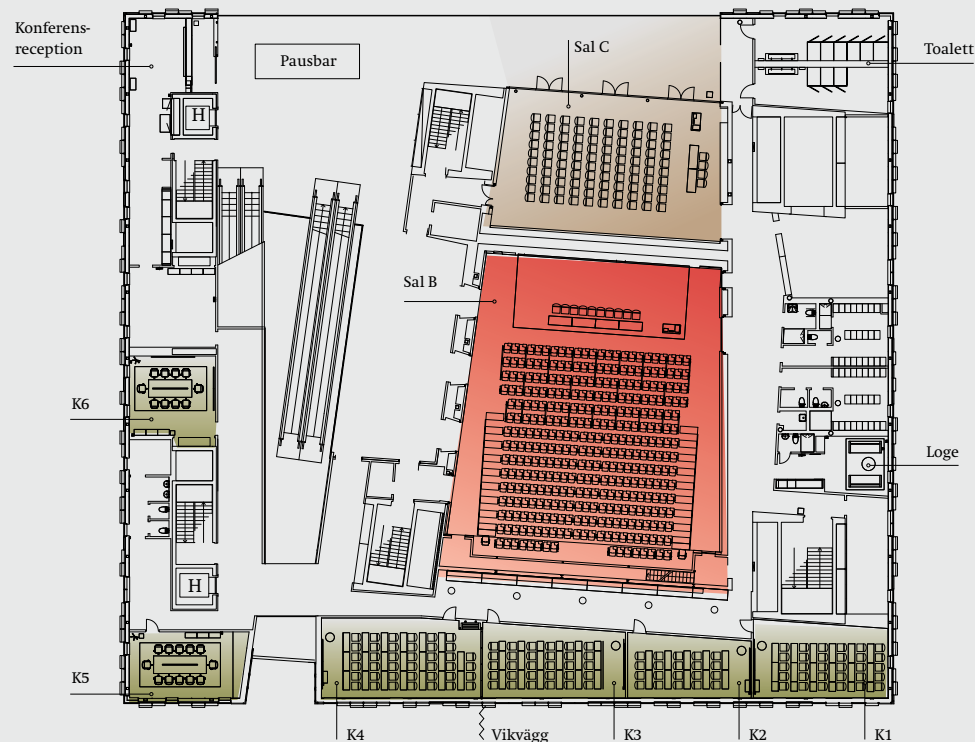 Konferens-
reception
Pausbar
Sal C
Toalett
H
Sal B
K6
Loge
H
K5
K4
Vikvägg
K3
K2
K1